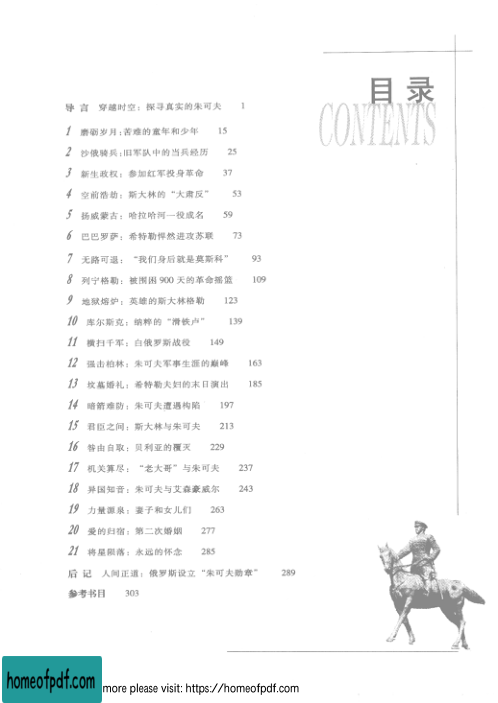 目录
CONTENTS
导言 穿越时空：探寻真实的朱可夫 1
1 磨砺岁月：苦难的童年和少年 15
2 沙俄骑兵：旧军队中的当兵经历 25
3 新生政权：参加红军投身革命 37
4 空前浩劫：斯大林的“大肃反” 53
5 扬威蒙古：哈拉哈河一役成名 59
6 巴巴罗萨：希特勒悍然进攻苏联 73
7 无路可退：“我们身后就是莫斯科” 93
8 列宁格勒：被围困900天的革命摇篮 109
9 地狱熔炉：英雄的斯大林格勒 123
10 库尔斯克：纳粹的“滑铁卢” 139
11 横扫千军：白俄罗斯战役 149
12 强击柏林：朱可夫军事生涯的巅峰 163
13 坟墓婚礼：希特勒夫妇的末日演出 185
14 暗箭难防：朱可夫遭遇构陷 197
15 君臣之间：斯大林与朱可夫 213
16 咎由自取：贝利亚的覆灭 229
17 机关算尽：“老大哥”与朱可夫 237
18 异国知音：朱可夫与艾森豪威尔 243
19 力量源泉：妻子和女儿们 263
20 爱的归宿：第二次婚姻 277
21 将星陨落：永远的怀念 285
后记 人间正道：俄罗斯设立“朱可夫勋章” 289
参考书目 303
homeofpdf.com
more please visit: https://homeofpdf.com